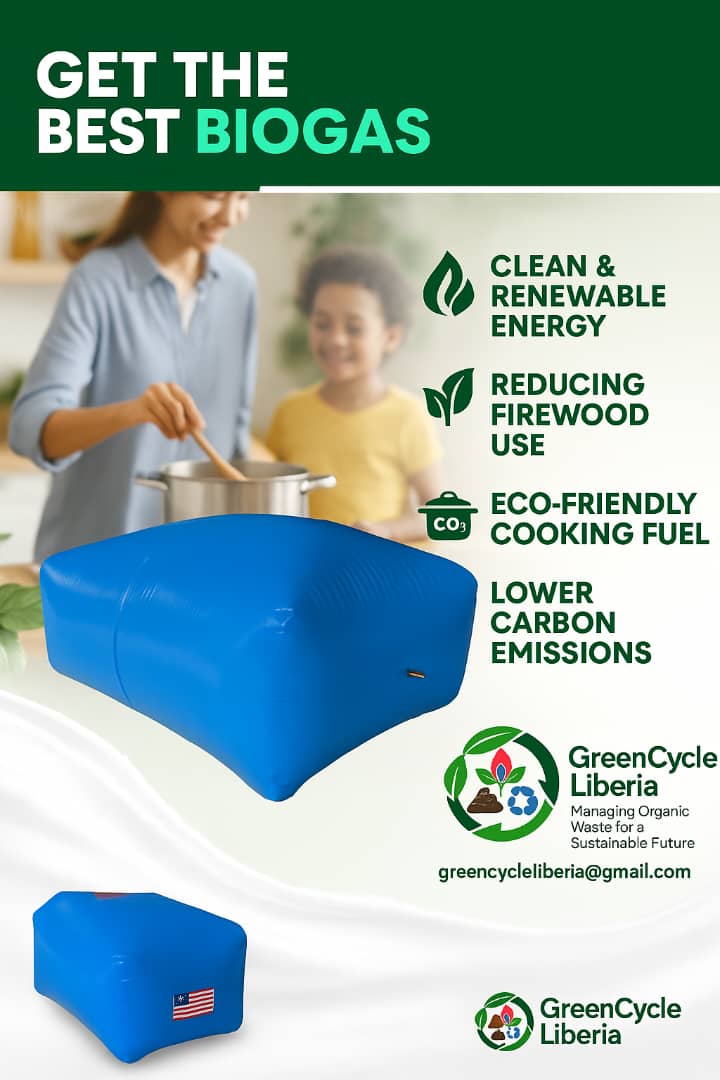 GET THE
BEST BIOGAS
CLEAN &
RENEWABLE
ENERGY
REDUCING
FIREWOOD
USE
CO₃
ECO-FRIENDLY
COOKING FUEL
LOWER
CARBON
EMISSIONS
GreenCycle
Liberia
Managing Organic
Waste for a
Sustainable Future
greencycleliberia@gmail.com
GreenCycle
Liberia